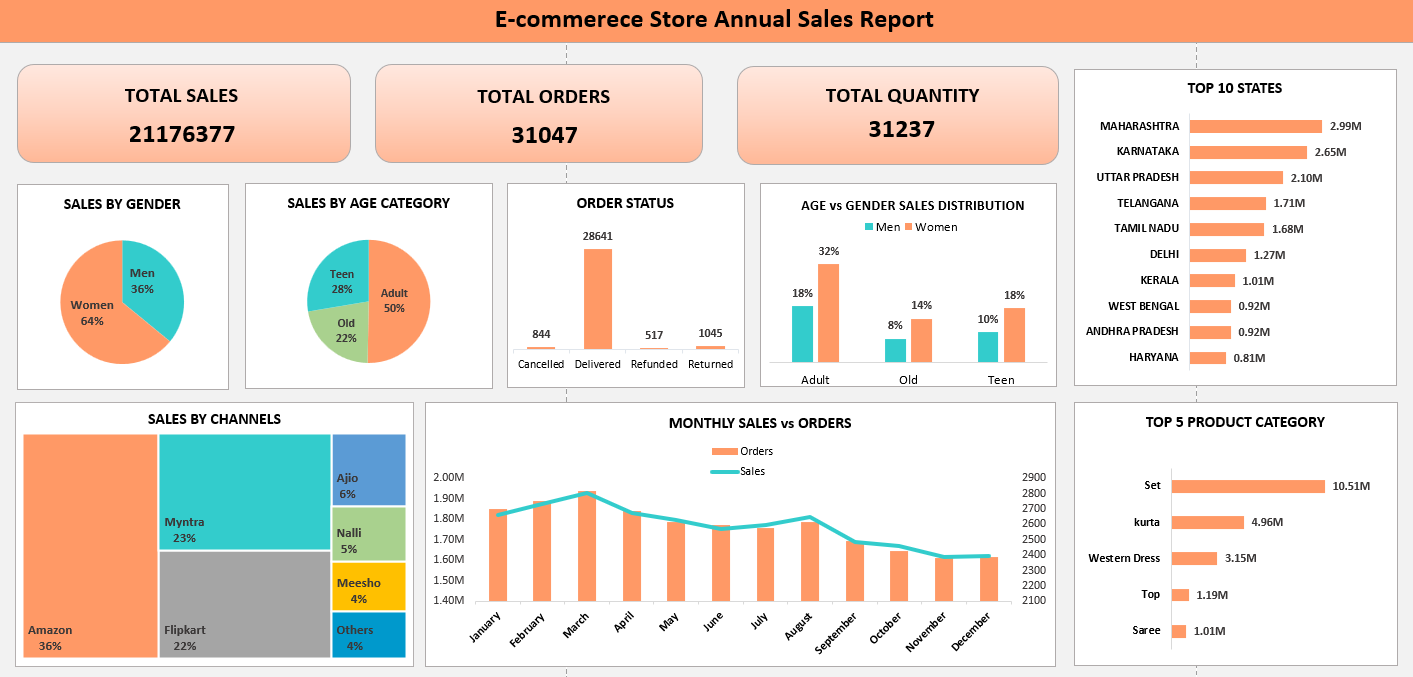 E-commerece Store Annual Sales Report
TOTAL SALES
21176377
TOTAL ORDERS
31047
TOTAL QUANTITY
31237
TOP 10 STATES
MAHARASHTRA 2.99M
KARNATAKA 2.65M
UTTAR PRADESH 2.10M
TELANGANA 1.71M
TAMIL NADU 1.68M
DELHI 1.27M
KERALA 1.01M
WEST BENGAL 0.92M
ANDHRA PRADESH 0.92M
HARYANA 0.81M
SALES BY GENDER
Men
36%
Women
64%
SALES BY AGE CATEGORY
Teen
28%
Adult
50%
Old
22%
ORDER STATUS
28641
844 517 1045
Cancelled Delivered Refunded Returned
AGE vs GENDER SALES DISTRIBUTION
Men Women
32%
18% 18%
14%
8% 10%
Adult Old Teen
SALES BY CHANNELS
Amazon
36%
Myntra
23%
Flipkart
22%
Ajio
6%
Nalli
5%
Meesho
4%
Others
4%
MONTHLY SALES vs ORDERS
Orders
Sales
2.00M 2900
1.90M 2800
2700
1.80M 2600
1.70M 2500
1.60M 2400
2300
1.50M 2200
1.40M 2100
January February March April May June July August September October November December
TOP 5 PRODUCT CATEGORY
Set 10.51M
kurta 4.96M
Western Dress 3.15M
Top 1.19M
Saree 1.01M